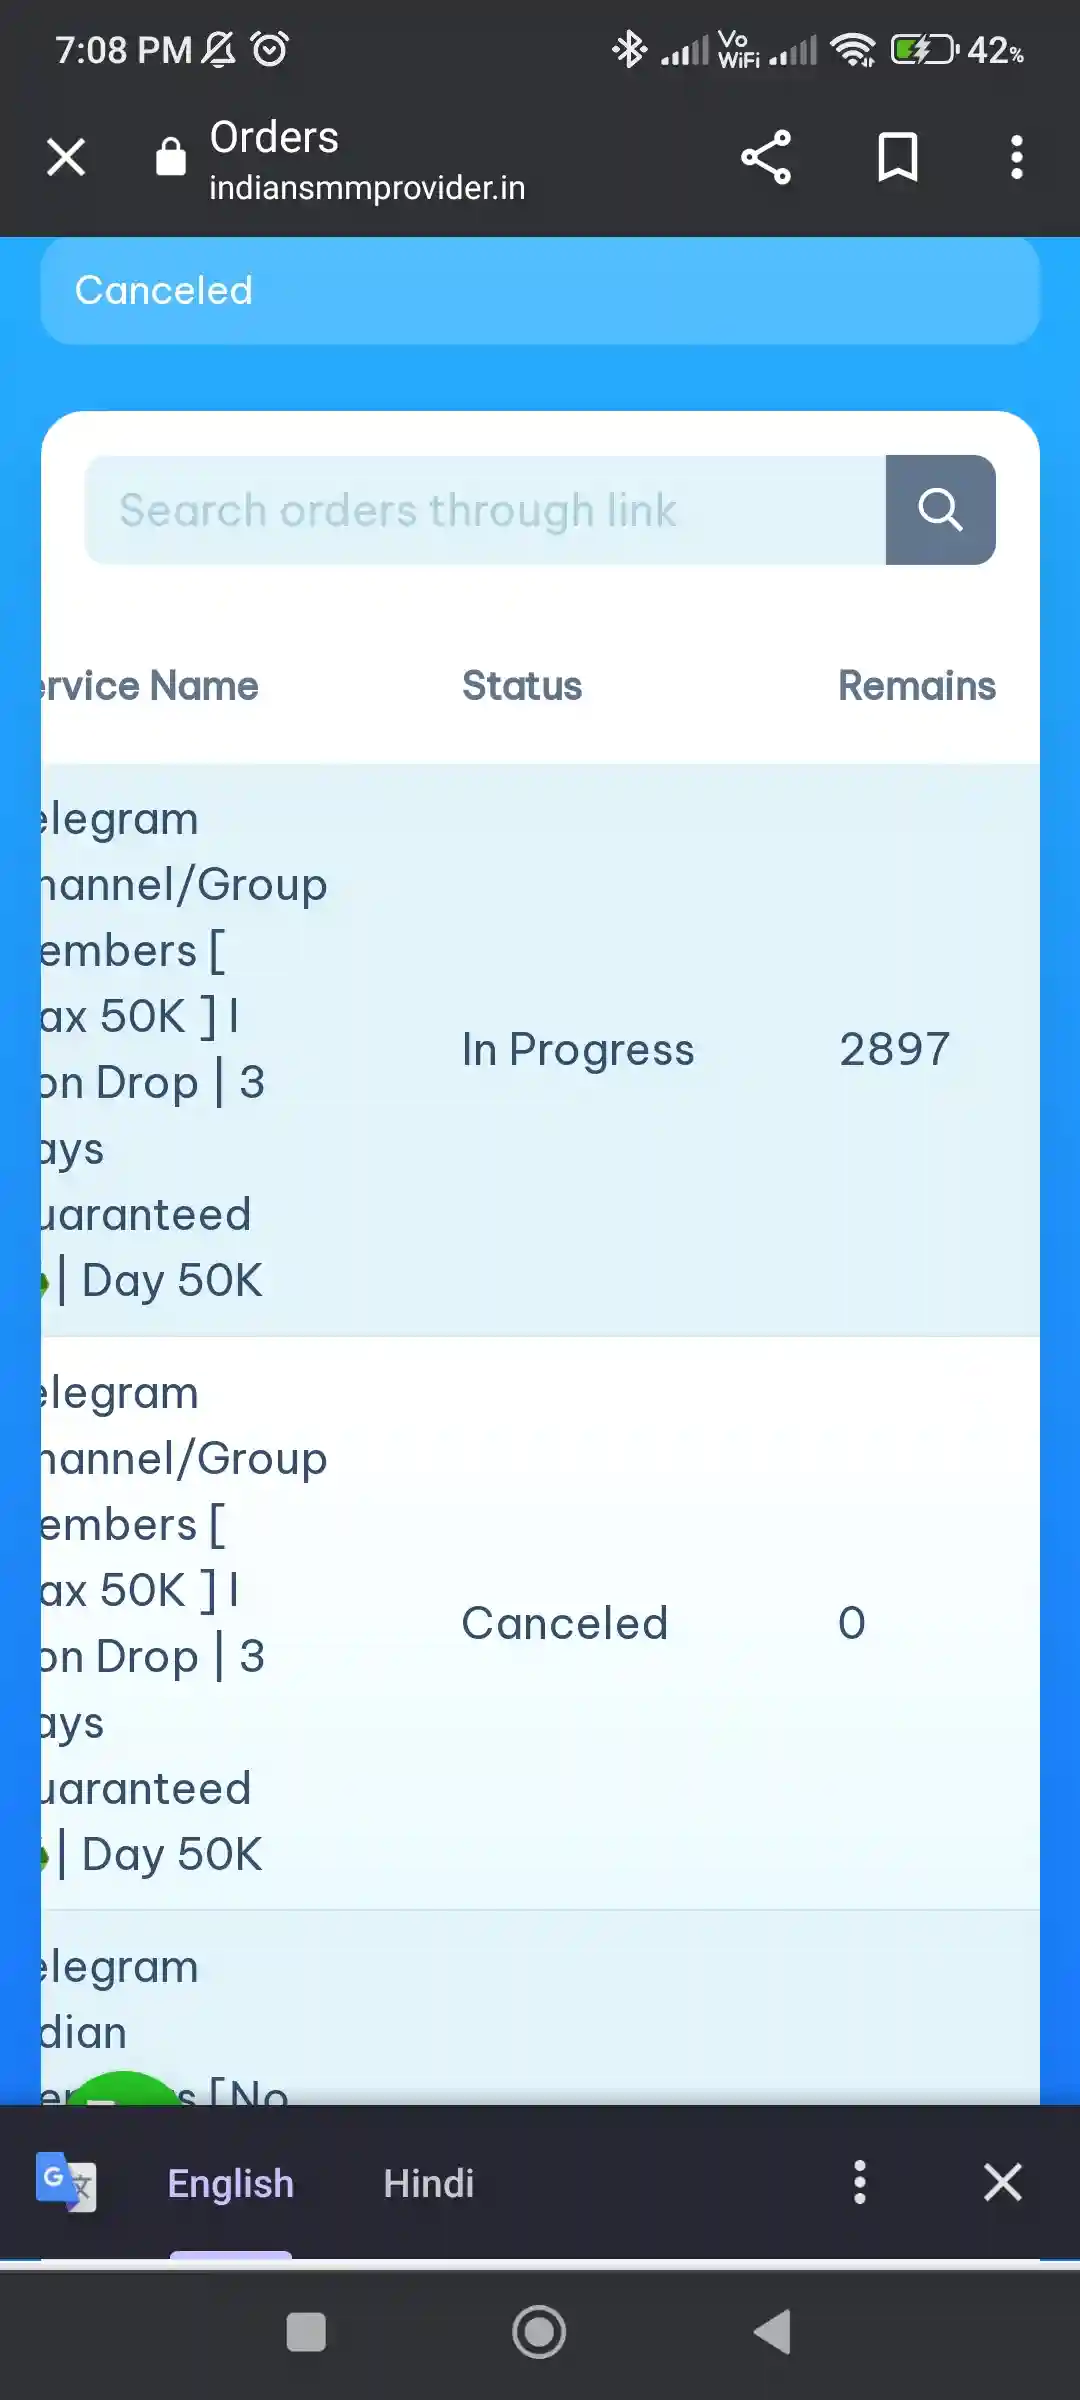 7:08 PM
Vo
WiFi
42%
Orders
indiansmmprovider.in
Canceled
Search orders through link
ervice Name Status Remains
elegram
hannel/Group
embers [
ax 50K ] I
on Drop | 3
ays
uaranteed
| Day 50K
In Progress
2897
elegram
hannel/Group
embers [
ax 50K ] I
on Drop | 3
ays
uaranteed
| Day 50K
Canceled
0
elegram
dian
s [No
English Hindi